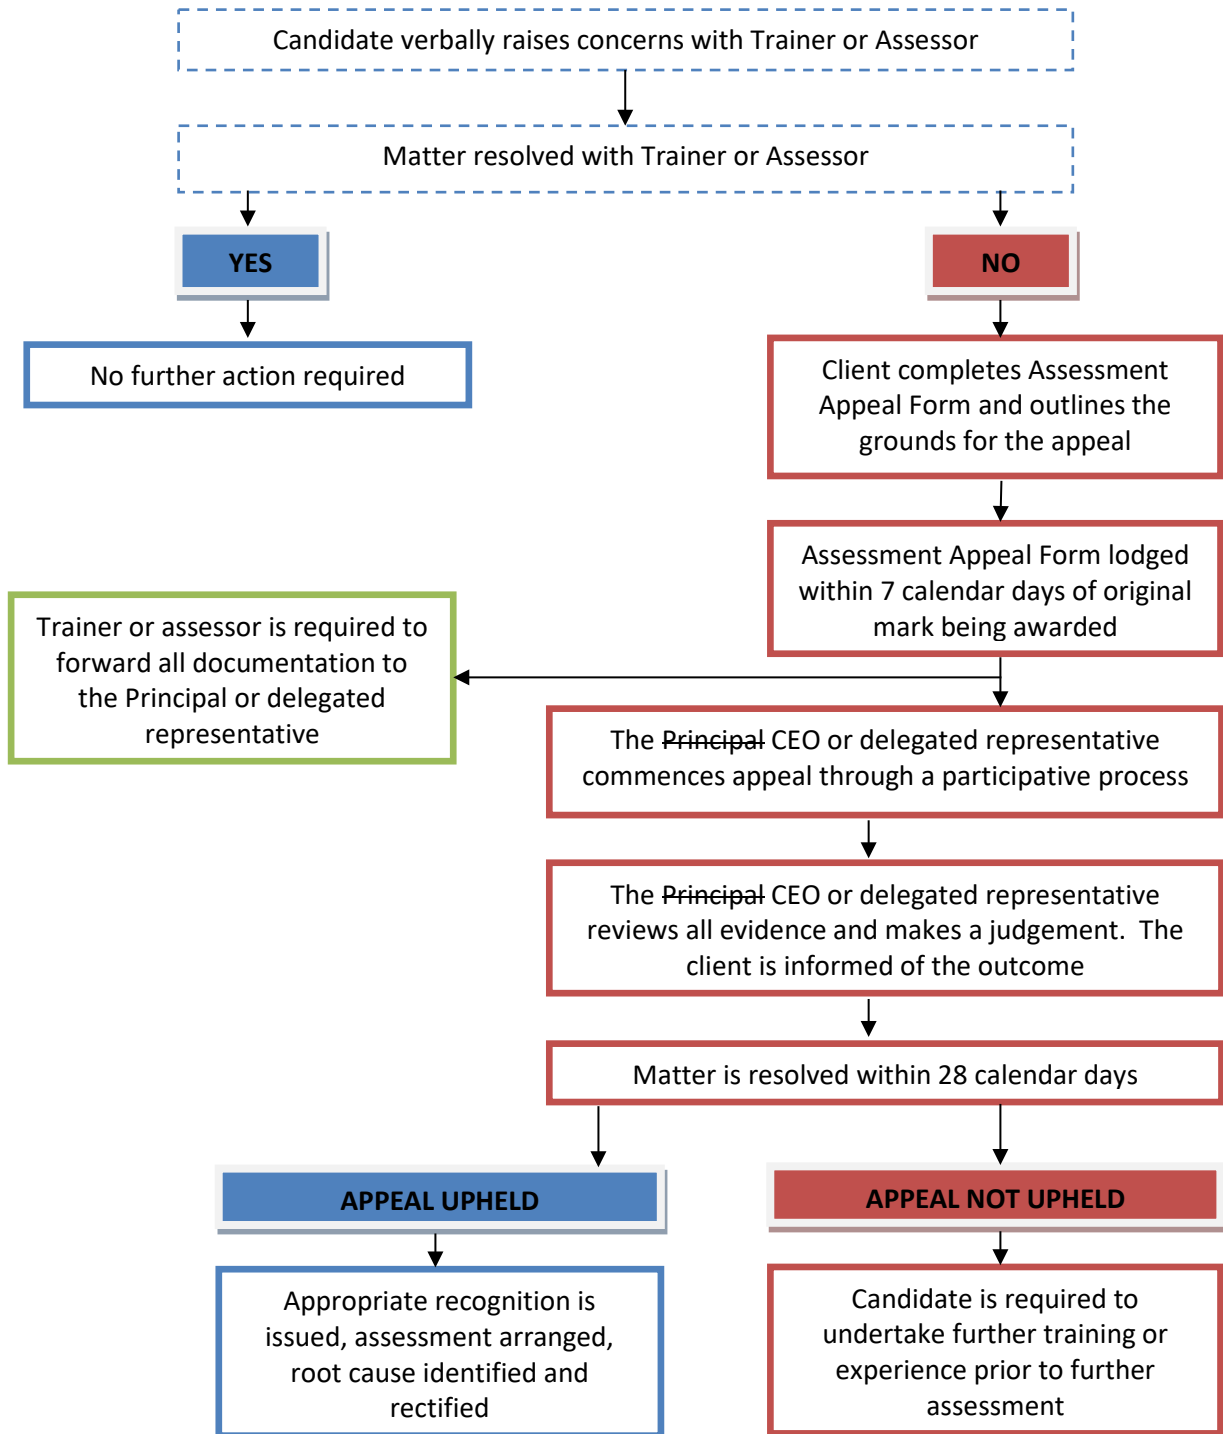 Candidate verbally raises concerns with Trainer or Assessor
Matter resolved with Trainer or Assessor
YES
NO
No further action required
Client completes Assessment
Appeal Form and outlines the
grounds for the appeal
Assessment Appeal Form lodged
within 7 calendar days of original
mark being awarded
Trainer or assessor is required to
forward all documentation to
the Principal or delegated
representative
The Principal CEO or delegated representative
commences appeal through a participative process
The Principal CEO or delegated representative
reviews all evidence and makes a judgement.  The
client is informed of the outcome
Matter is resolved within 28 calendar days
APPEAL UPHELD
APPEAL NOT UPHELD
Appropriate recognition is
issued, assessment arranged,
root cause identified and
rectified
Candidate is required to
undertake further training or
experience prior to further
assessment